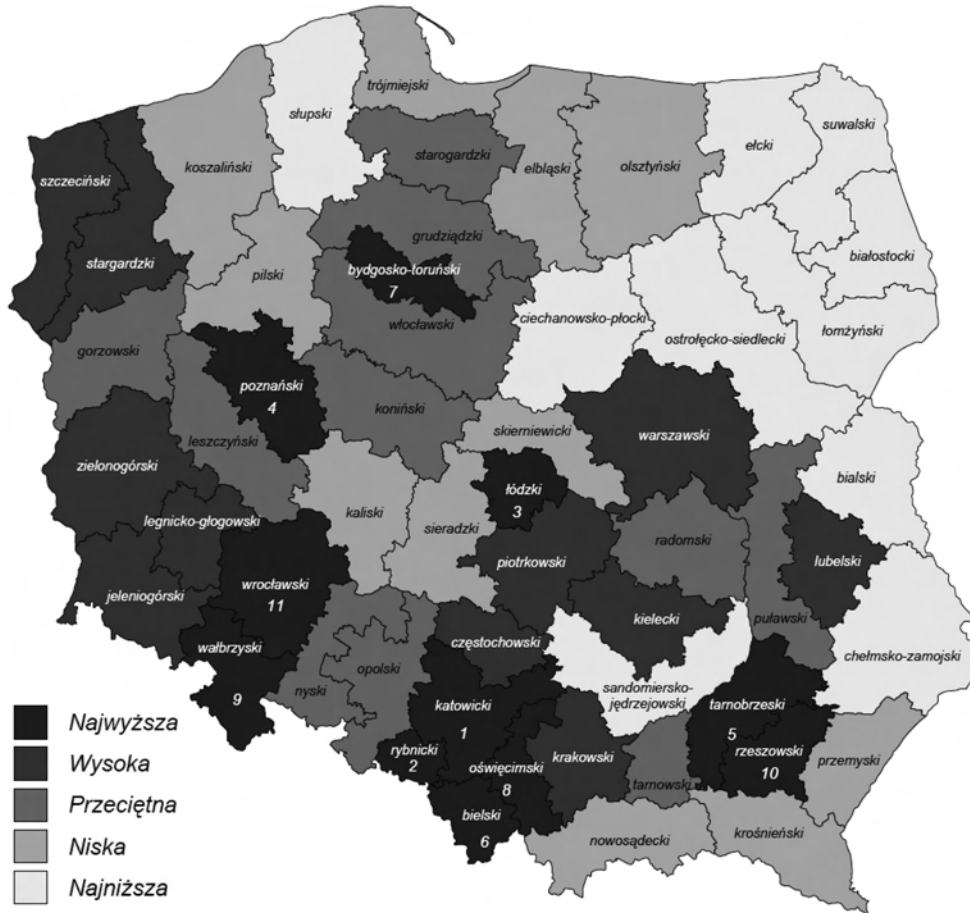 trójmiejski
słupski
suwalski
ełcki
starogardzki
koszaliński
elbląski
olsztyński
szczeciński
grudziądzki
białostocki
stargardzki
bydgosko-toruński
7
pilski
ciechanowsko-płocki
włocławski
łomżyński
ostrołęcko-siedlecki
gorzowski
poznański
4
koniński
leszczyński
skierniewicki
warszawski
zielonogórski
bialski
łódzki
3
legnicko-głogowski
kaliski
sieradzki
radomski
piotrkowski
lubelski
wrocławski
11
jeleniogórski
kielecki
puławski
wałbrzyski
częstochowski
chełmsko-zamojski
opolski
nyski
sandomiersko-
jędrzejowski
9
katowicki
1
tarnobrzeski
5
Najwyższa
rybnicki
2
rzeszowski
10
oświęcimski
8
krakowski
przemyski
Wysoka
tarnowski
Przeciętna
bielski
6
krośnieński
nowosądecki
Niska
Najniższa